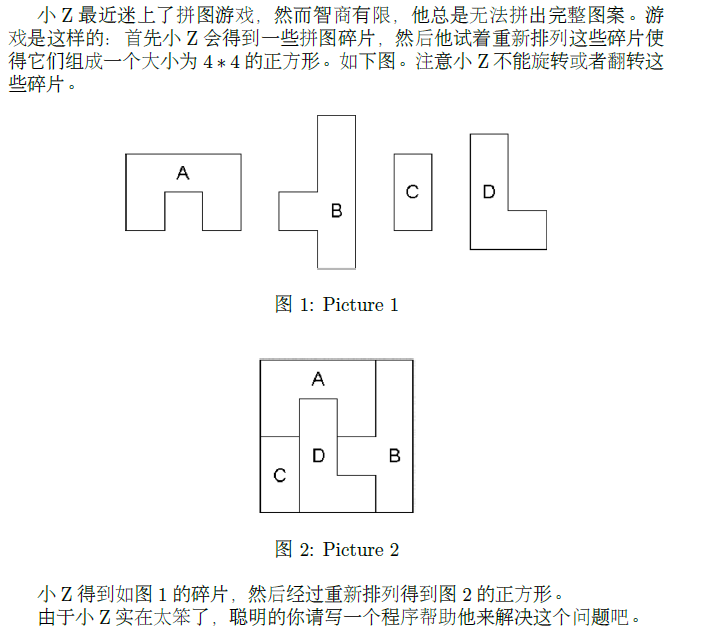 小 Z 最近迷上了拼图游戏，然而智商有限，他总是无法拼出完整图案。游
戏是这样的：首先小 Z 会得到一些拼图碎片，然后他试着重新排列这些碎片使
得它们组成一个大小为 4 * 4 的正方形。如下图。注意小 Z 不能旋转或者翻转这
些碎片。
A
B
C
D
图 1: Picture 1
A
D
B
C
图 2: Picture 2
小 Z 得到如图 1 的碎片，然后经过重新排列得到图 2 的正方形。
由于小 Z 实在太笨了，聪明的你请写一个程序帮助他来解决这个问题吧。